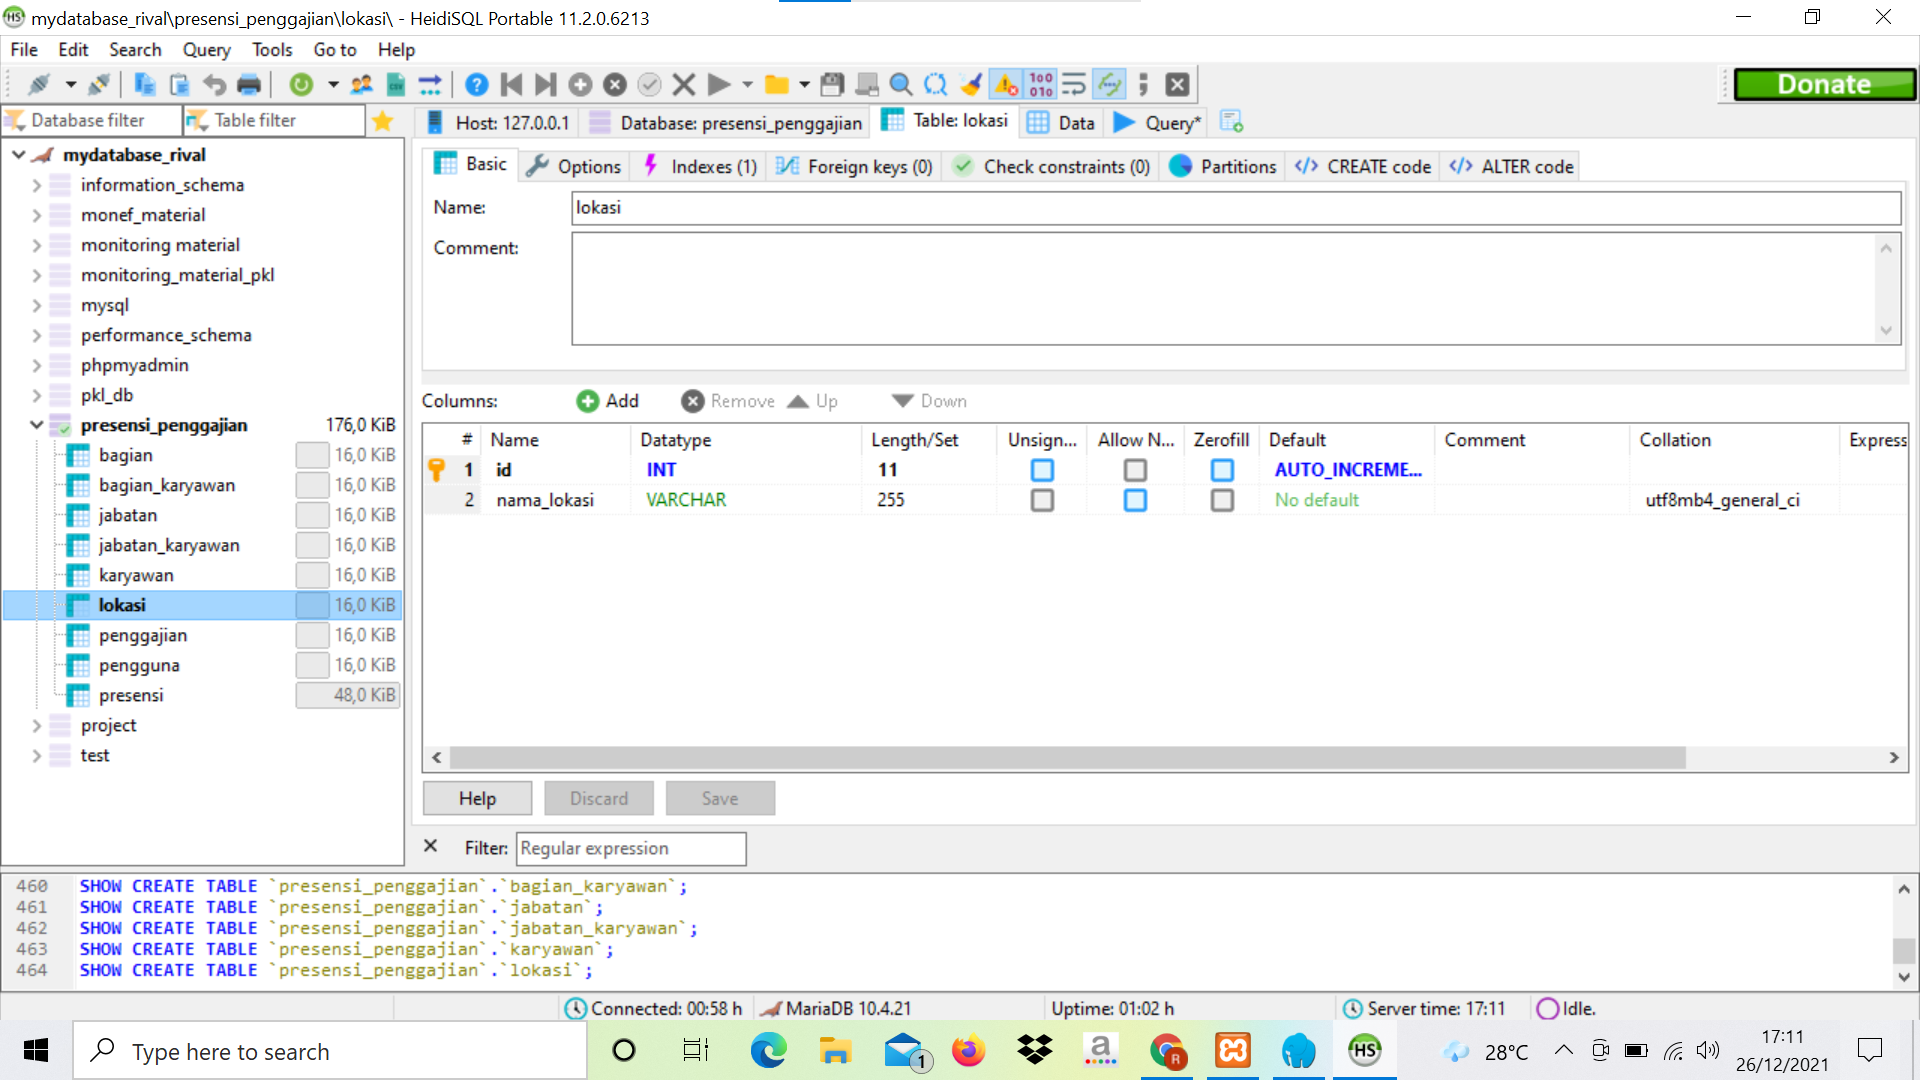 mydatabase_rival\presensi_penggajian\lokasi\ - HeidiSQL Portable 11.2.0.6213
File Edit Search Query Tools Go to Help
Donate
Database filter Table filter
Host: 127.0.0.1 Database: presensi_penggajian Table: lokasi Data Query*
mydatabase_rival
information_schema
monef_material
monitoring material
monitoring_material_pkl
mysql
performance_schema
phpmyadmin
pkl_db
presensi_penggajian 176,0 KiB
bagian 16,0 KiB
bagian_karyawan 16,0 KiB
jabatan 16,0 KiB
jabatan_karyawan 16,0 KiB
karyawan 16,0 KiB
lokasi 16,0 KiB
penggajian 16,0 KiB
pengguna 16,0 KiB
presensi 48,0 KiB
project
test
Basic Options Indexes (1) Foreign keys (0) Check constraints (0) Partitions CREATE code ALTER code
Name: lokasi
Comment:
Columns: Add Remove Up Down
# Name Datatype Length/Set Unsign... Allow N... Zerofill Default Comment Collation Express
1 id INT 11 AUTO_INCREME...
2 nama_lokasi VARCHAR 255 No default utf8mb4_general_ci
Help Discard Save
Filter: Regular expression
460 SHOW CREATE TABLE `presensi_penggajian`.`bagian_karyawan`;
461 SHOW CREATE TABLE `presensi_penggajian`.`jabatan`;
462 SHOW CREATE TABLE `presensi_penggajian`.`jabatan_karyawan`;
463 SHOW CREATE TABLE `presensi_penggajian`.`karyawan`;
464 SHOW CREATE TABLE `presensi_penggajian`.`lokasi`;
Connected: 00:58 h MariaDB 10.4.21 Uptime: 01:02 h Server time: 17:11 Idle.
Type here to search
1
a
R
HS
28°C
17:11
26/12/2021